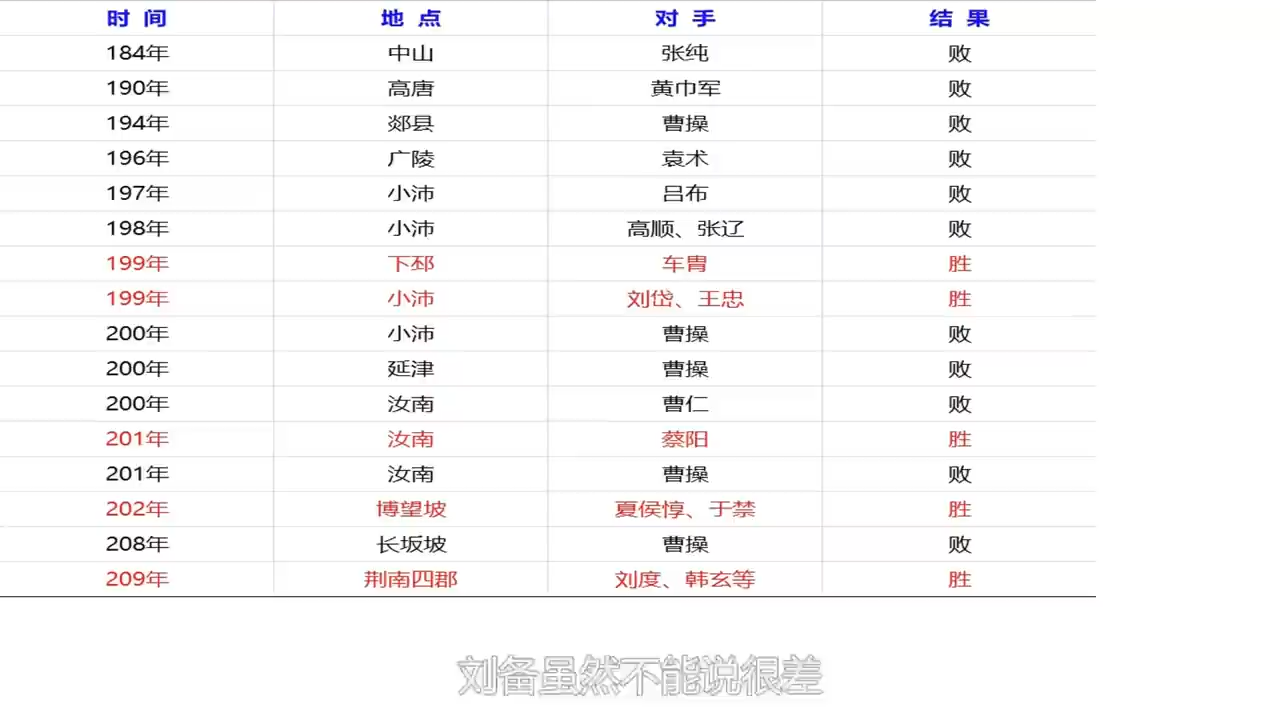 时 间 地 点 对 手 结 果
184年 中山 张纯 败
190年 高唐 黄巾军 败
194年 郯县 曹操 败
196年 广陵 袁术 败
197年 小沛 吕布 败
198年 小沛 高顺、张辽 败
199年 下邳 车胄 胜
199年 小沛 刘岱、王忠 胜
200年 小沛 曹操 败
200年 延津 曹操 败
200年 汝南 曹仁 败
201年 汝南 蔡阳 胜
201年 汝南 曹操 败
202年 博望坡 夏侯惇、于禁 胜
208年 长坂坡 曹操 败
209年 荆南四郡 刘度、韩玄等 胜
刘备虽然不能说很差